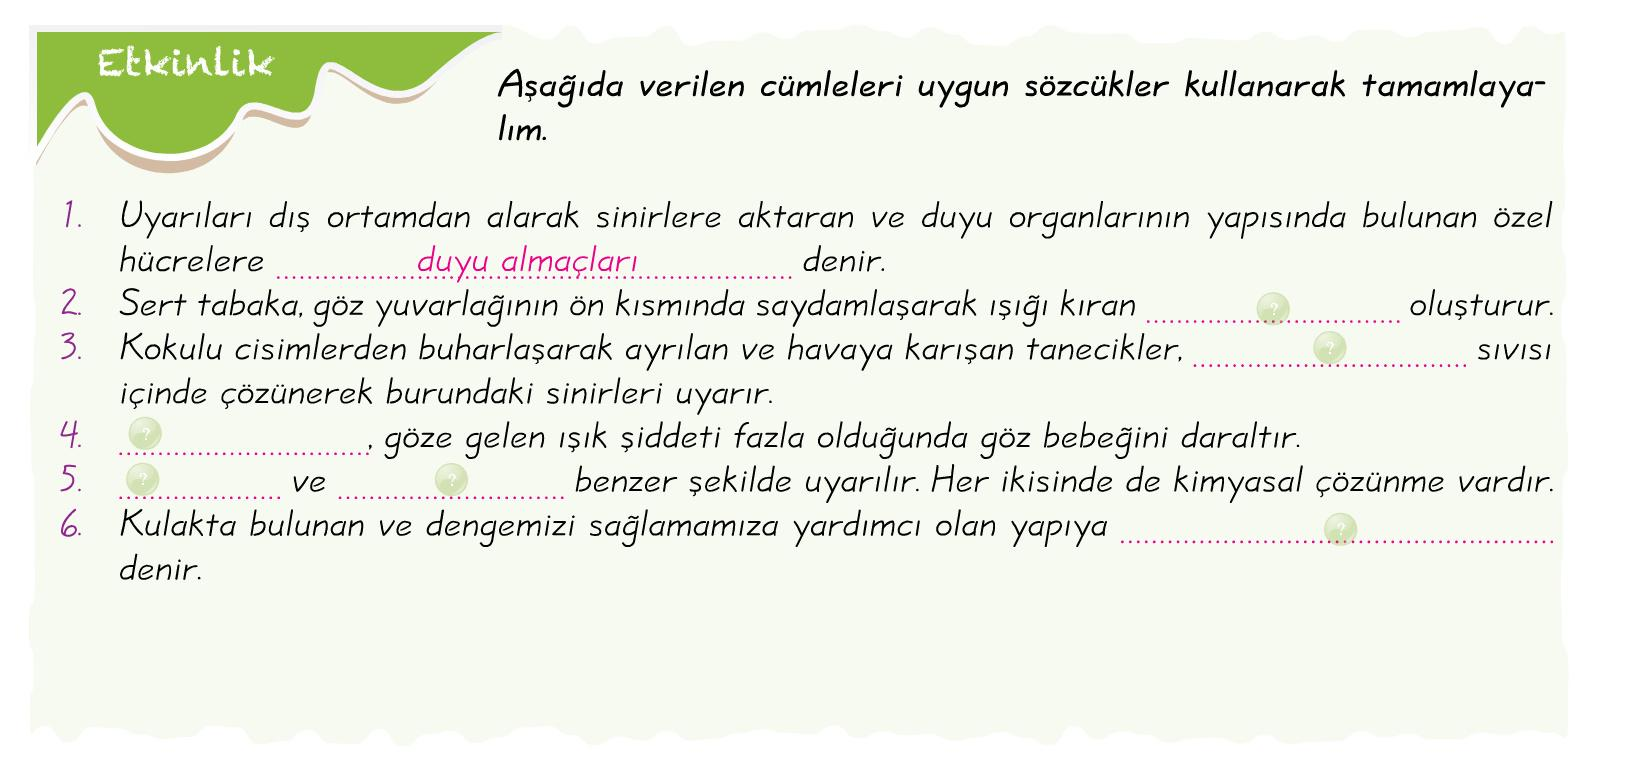 Etkinlik
Aşağıda verilen cümleleri uygun sözcükler kullanarak tamamlaya-
lım.
1. Uyarıları dış ortamdan alarak sinirlere aktaran ve duyu organlarının yapısında bulunan özel
hücrelere duyu almaçları denir.
2. Sert tabaka, göz yuvarlağının ön kısmında saydamlaşarak ışığı kıran ? oluşturur.
3. Kokulu cisimlerden buharlaşarak ayrılan ve havaya karışan tanecikler, ? sıvısı
içinde çözünerek burundaki sinirleri uyarır.
4. ? , göze gelen ışık şiddeti fazla olduğunda göz bebeğini daraltır.
5. ? ve ? benzer şekilde uyarılır. Her ikisinde de kimyasal çözünme vardır.
6. Kulakta bulunan ve dengemizi sağlamamıza yardımcı olan yapıya ?
denir.